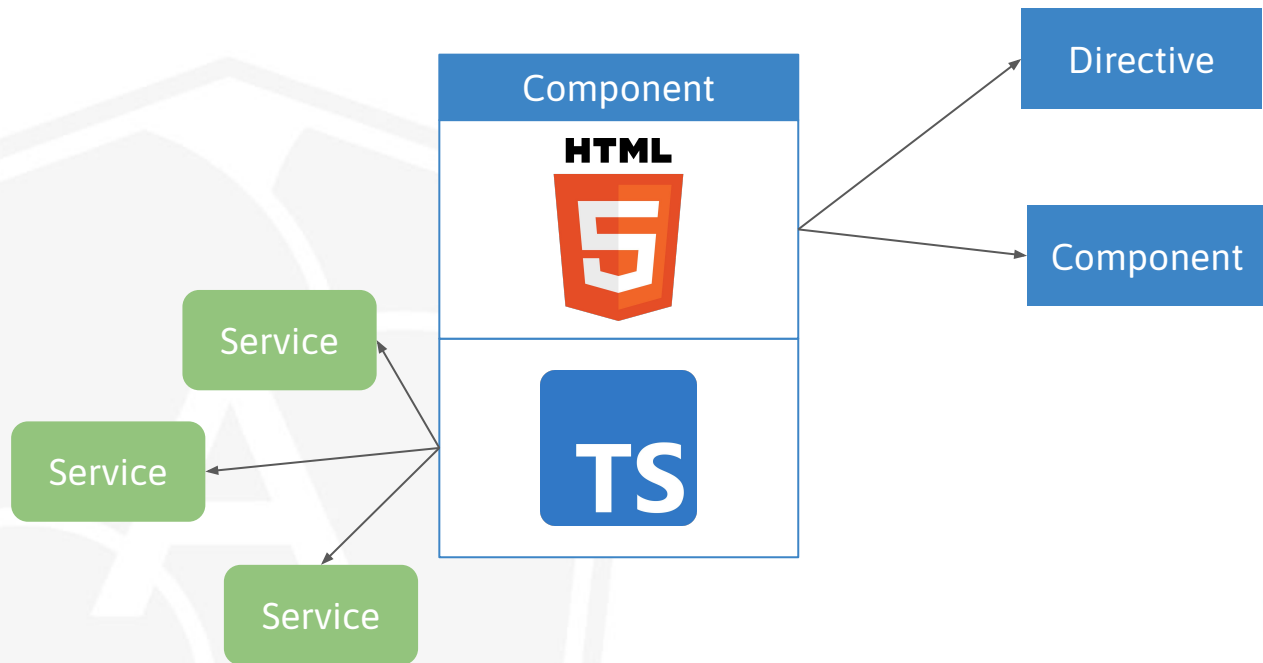 Directive
Component
HTML
5
Component
Service
TS
Service
Service